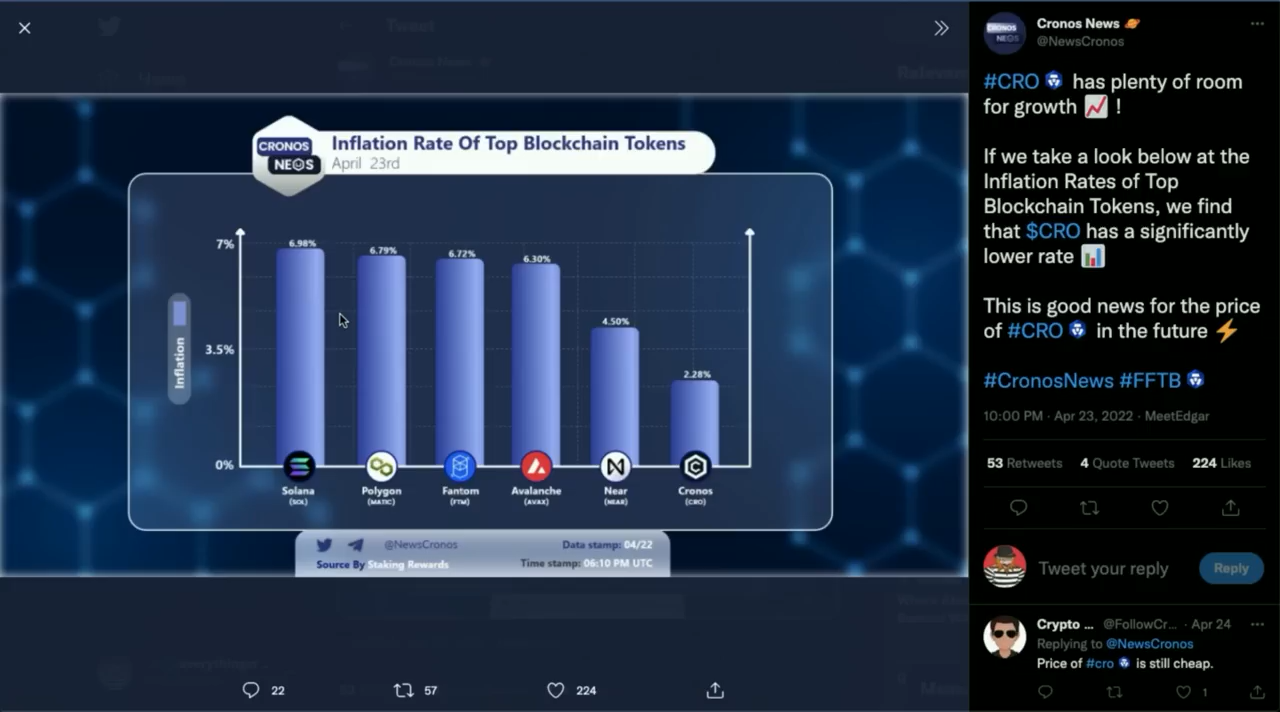 Inflation Rate Of Top Blockchain Tokens
April 23rd
CRONOS
NEWS
7%
3.5%
0%
Inflation
6.98%
6.79%
6.72%
6.30%
4.50%
2.28%
Solana
(SOL)
Polygon
(MATIC)
Fantom
(FTM)
Avalanche
(AVAX)
Near
(NEAR)
Cronos
(CRO)
@NewsCronos
Source By Staking Rewards
Data stamp: 04/22
Time stamp: 06:10 PM UTC
22
57
224
Cronos News
@NewsCronos
#CRO has plenty of room
for growth !
If we take a look below at the
Inflation Rates of Top
Blockchain Tokens, we find
that $CRO has a significantly
lower rate
This is good news for the price
of #CRO in the future
#CronosNews #FFTB
10:00 PM · Apr 23, 2022 · MeetEdgar
53 Retweets 4 Quote Tweets 224 Likes
Tweet your reply
Reply
Crypto ... @FollowCr... · Apr 24
Replying to @NewsCronos
Price of #cro is still cheap.
1